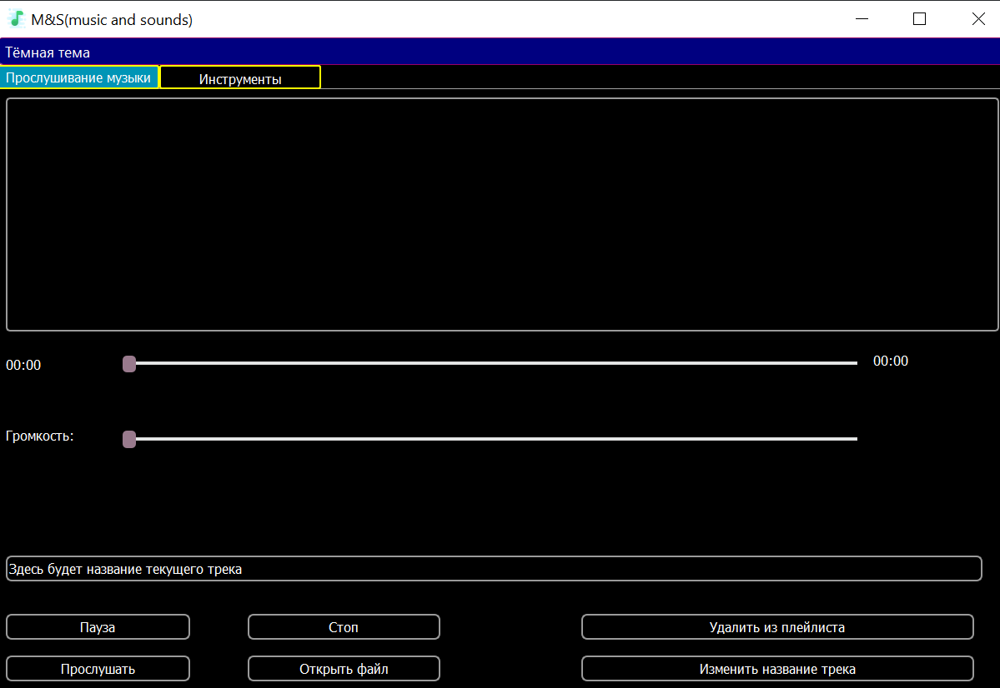 M&S(music and sounds)
Тёмная тема
Прослушивание музыки
Инструменты
00:00
00:00
Громкость:
Здесь будет название текущего трека
Пауза
Стоп
Удалить из плейлиста
Прослушать
Открыть файл
Изменить название трека